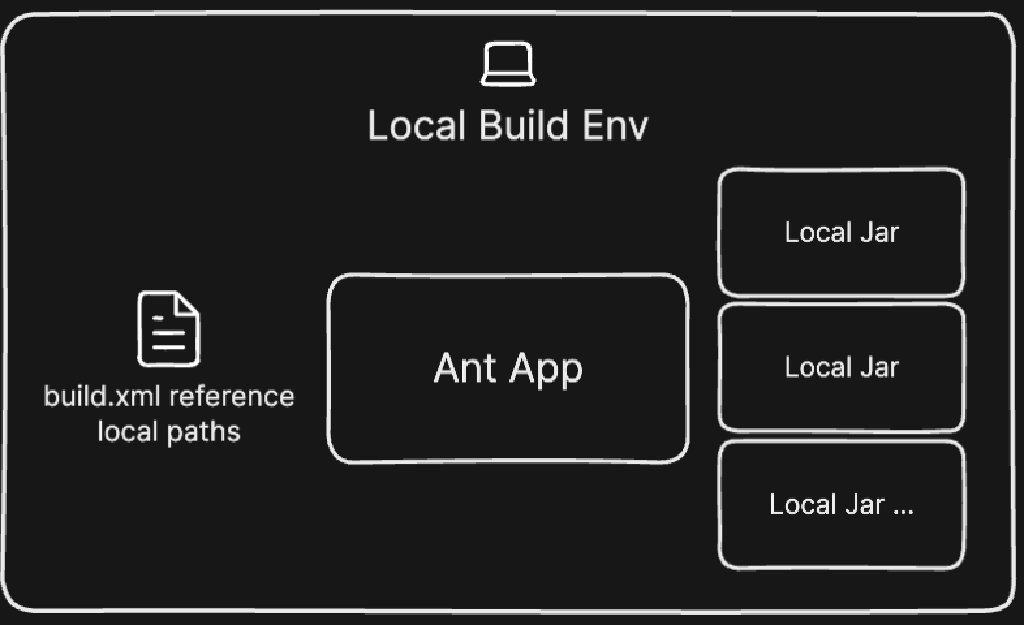 Local Build Env
build.xml reference
local paths
Ant App
Local Jar
Local Jar
Local Jar ...